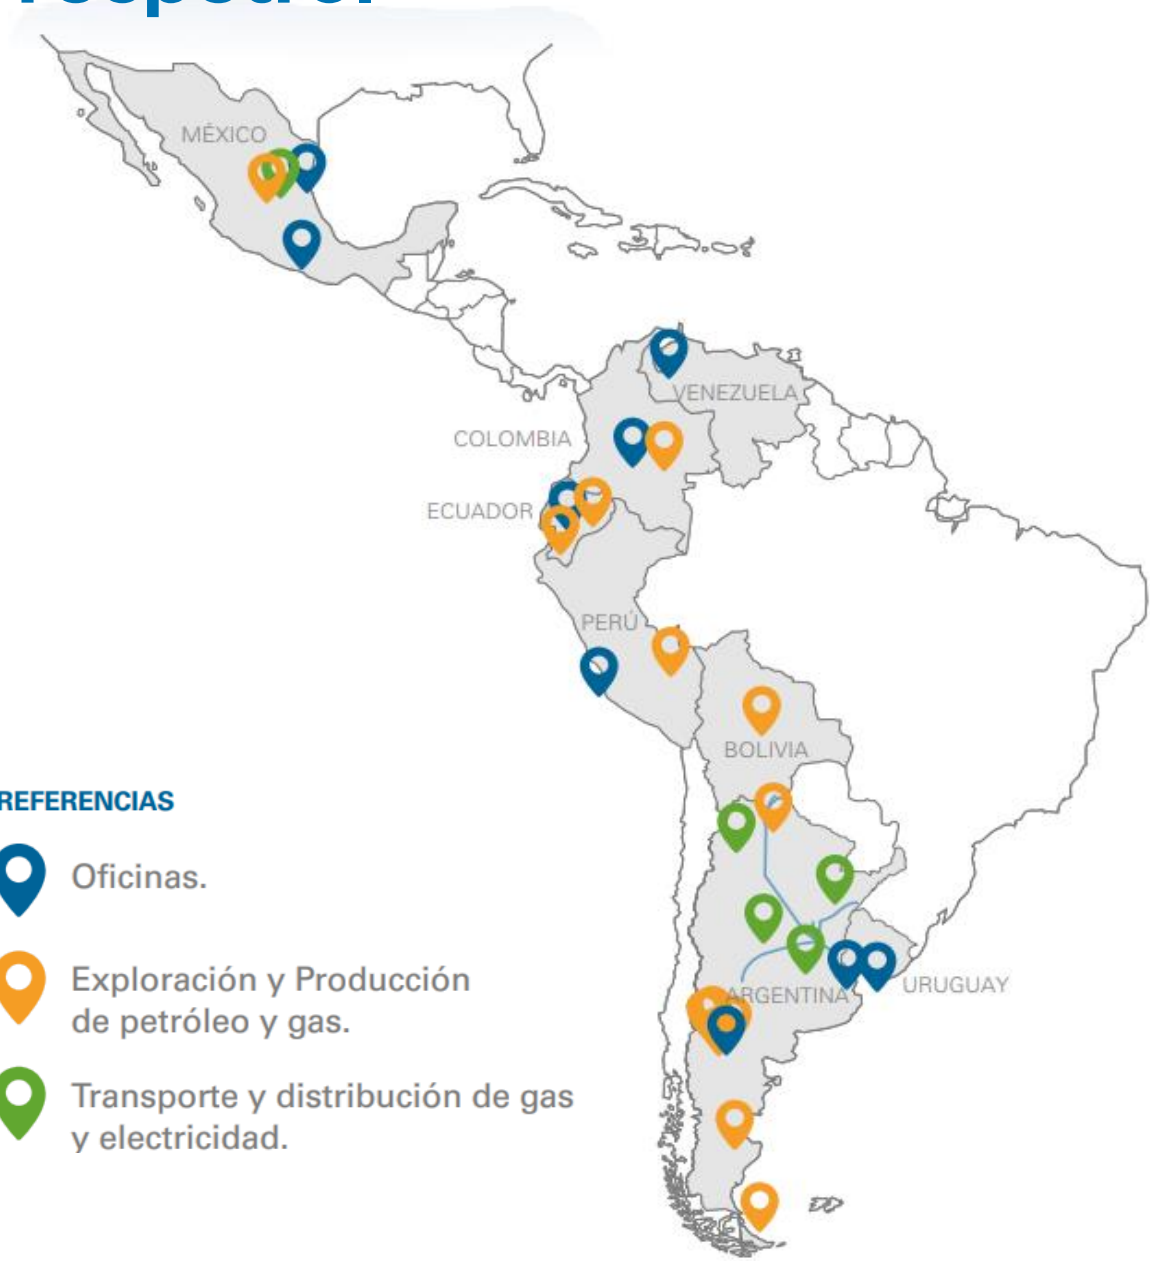 MÉXICO
VENEZUELA
COLOMBIA
ECUADOR
PERÚ
BOLIVIA
REFERENCIAS
Oficinas.
Exploración y Producción
de petróleo y gas.
Transporte y distribución de gas
y electricidad.
ARGENTINA
URUGUAY